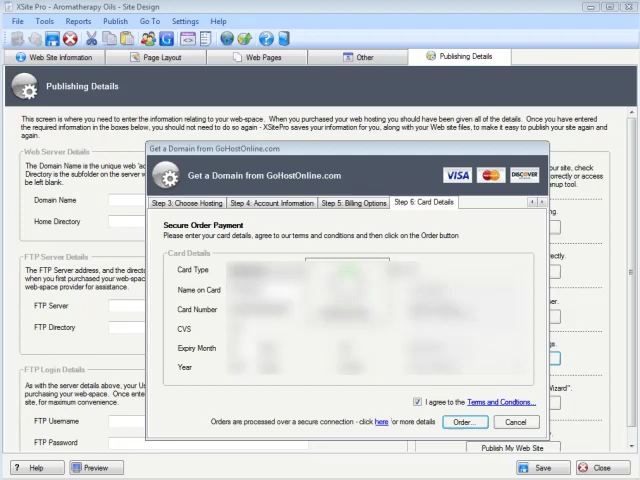 XSite Pro - Aromatherapy Oils - Site Design
File Tools Reports Publish Go To Settings Help
Web Site Information Page Layout Web Pages Other Publishing Details
Publishing Details
This screen is where you need to enter the information relating to your web-space. When you purchased your web hosting you should have been given all of the details. Once you have entered
the required information in the boxes below, you should not need to do so again - XSitePro saves your information for you, along with your Web site files, to make it easy to publish your site again and
again.
Web Server Details
The Domain Name is the unique web 'ac
Directory is the subfolder on the server w
be left blank.
Domain Name
Home Directory
FTP Server Details
The FTP Server address, and the directo
when you first purchased your web-space
web-space provider for assistance.
FTP Server
FTP Directory
FTP Login Details
As with the server details above, your Us
purchasing your web-space. Once ente
site, for maximum convenience.
FTP Username
FTP Password
Get a Domain from GoHostOnline.com
Get a Domain from GoHostOnline.com VISA MasterCard DISCOVER
Step 3: Choose Hosting Step 4: Account Information Step 5: Billing Options Step 6: Card Details
Secure Order Payment
Please enter your card details, agree to our terms and conditions and then click on the Order button
Card Details
Card Type
Name on Card
Card Number
CVS
Expiry Month
Year
I agree to the Terms and Conditions...
Orders are processed over a secure connection - click here for more details Order... Cancel
our site, check
correctly or access
nup tool.
ng.
ectly.
ner.
gs.
Wizard".
Publish My Web Site
? Help Preview Save Close